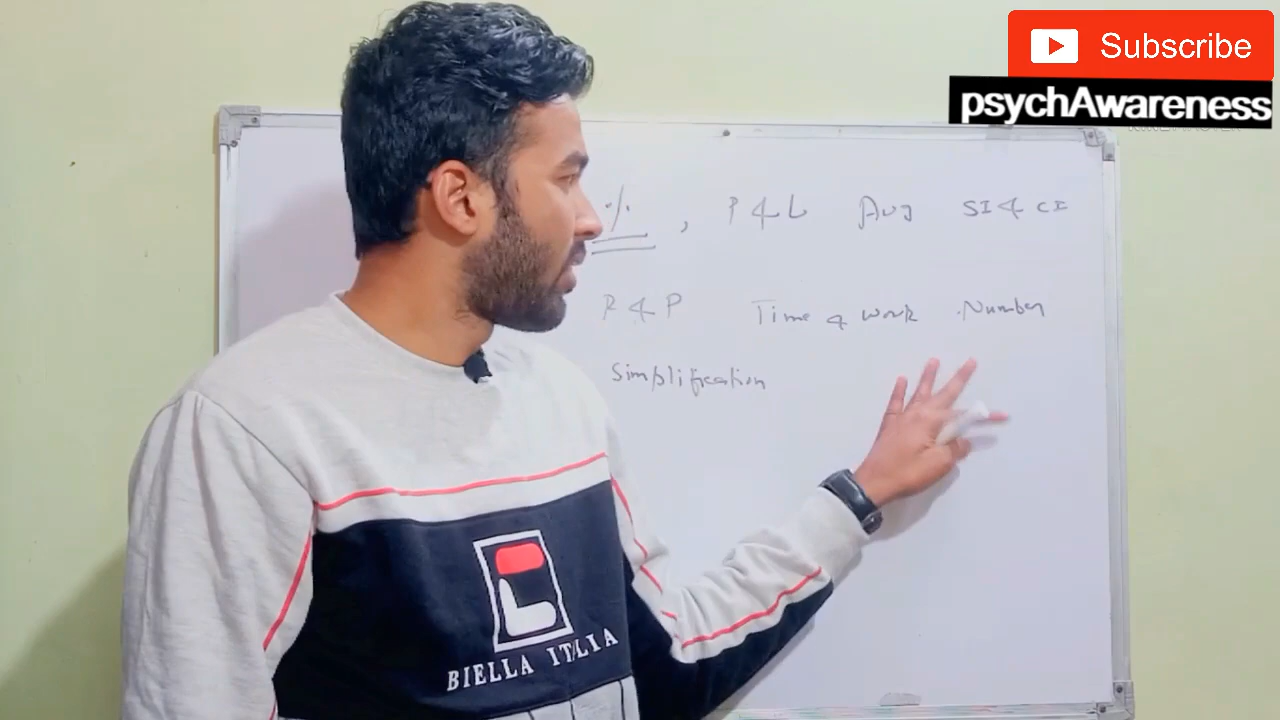 Subscribe
psychAwareness
%, P & L Avg SI & CI
R & P Time & Work Number
Simplification
BIELLA ITALIA